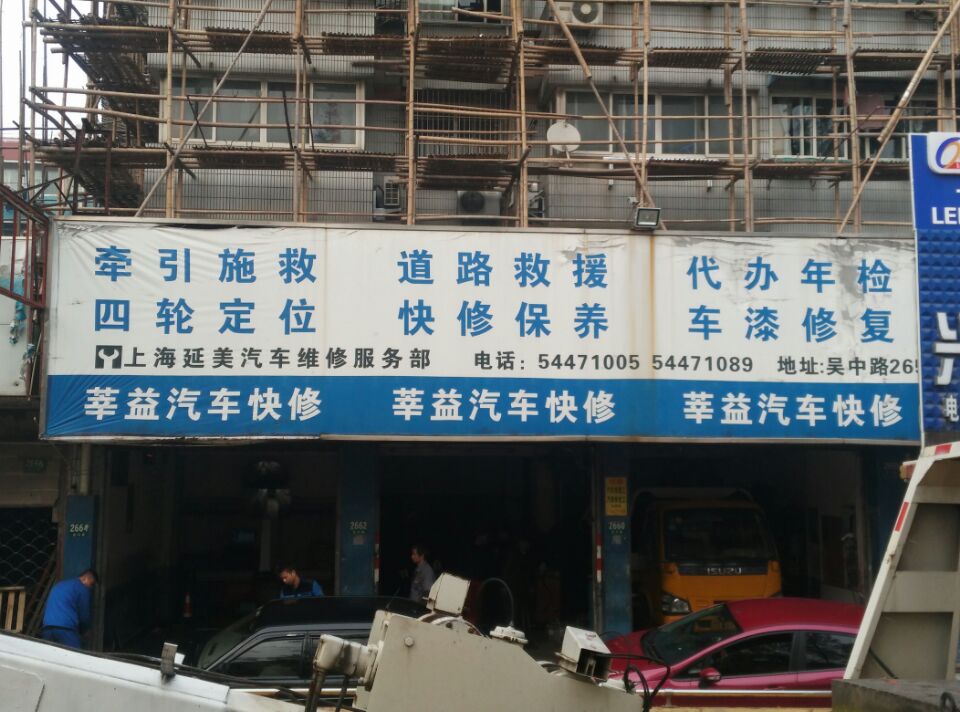 牵引施救 道路救援 代办年检
四轮定位 快修保养 车漆修复
上海延美汽车维修服务部 电话：54471005 54471089 地址:吴中路265
莘益汽车快修 莘益汽车快修 莘益汽车快修
LE
2664
2662
2660
ISUZU